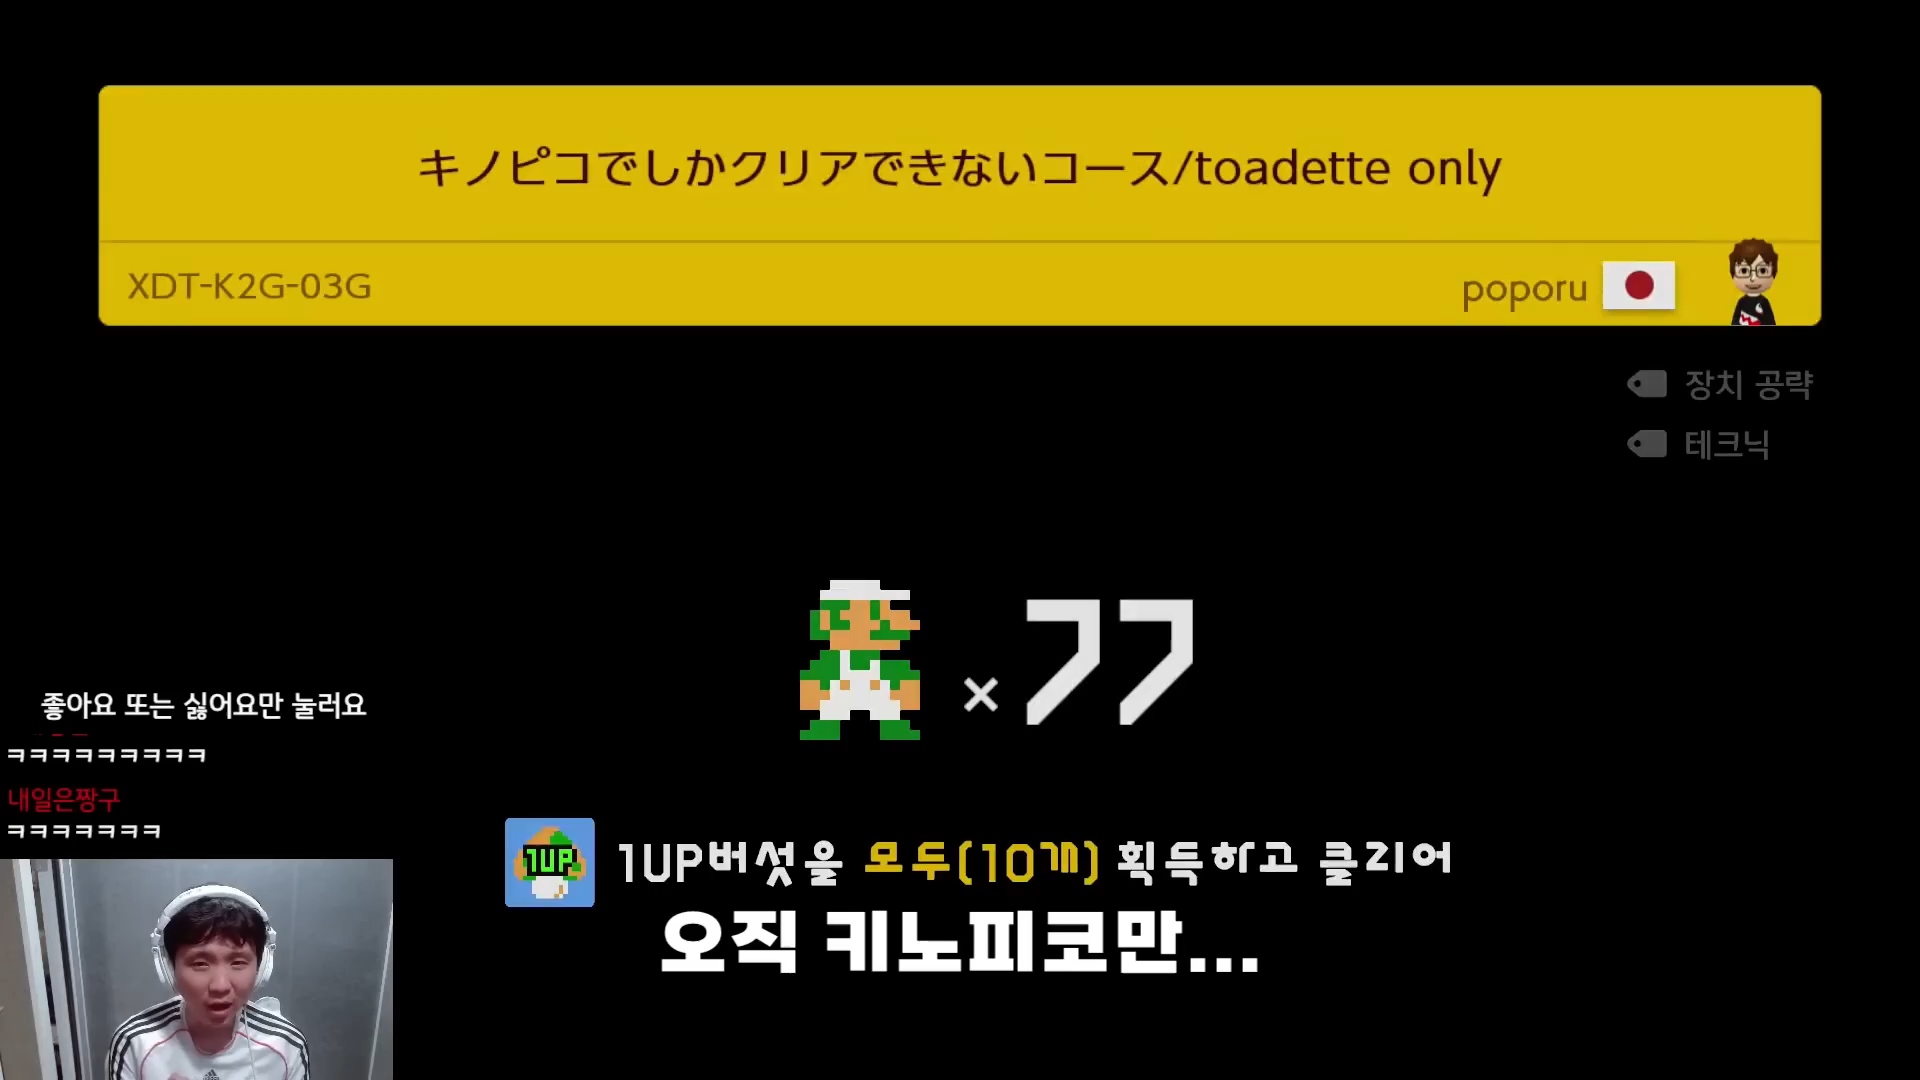 キノピコでしかクリアできないコース/toadette only
XDT-K2G-03G
poporu
장치 공략
테크닉
× 77
좋아요 또는 싫어요만 눌러요
ㅋㅋㅋㅋㅋㅋㅋㅋㅋ
내일은짱구
ㅋㅋㅋㅋㅋㅋㅋ
1UP
1UP버섯을 모두(10개) 획득하고 클리어
오직 키노피코만...